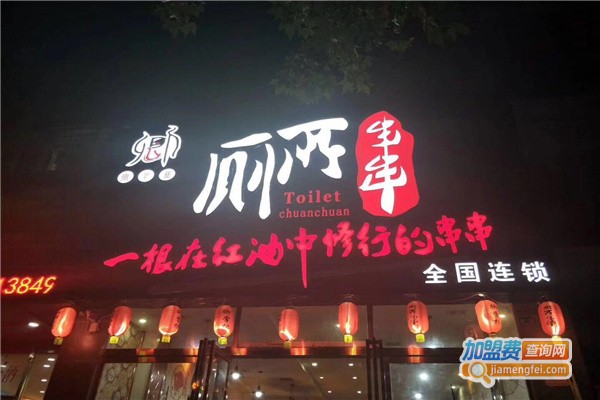 厕所串串
Toilet
chuanchuan
一根在红油中修行的串串
全国连锁
13849
加盟费查询网
jiamengfei.com